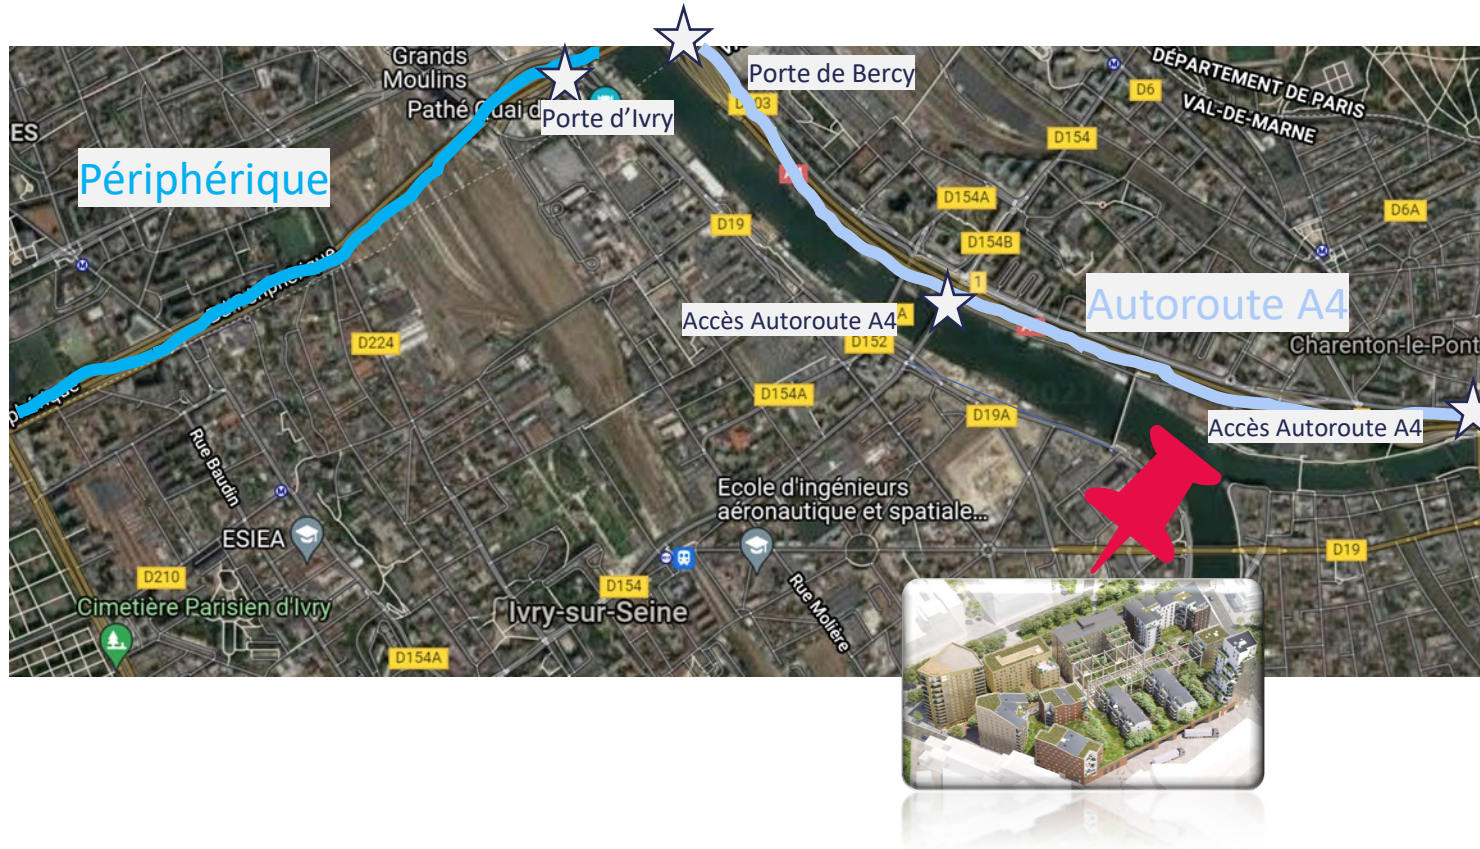 Grands
Moulins
Pathé Quai d
Porte de Bercy
DÉPARTEMENT DE PARIS
VAL-DE-MARNE
D6
D154
Porte d'Ivry
ES
Périphérique
D154A
D6A
D19
D154B
1
Autoroute A4
Accès Autoroute A4
A
D152
D224
Charenton-le-Pont
D154A
D19A
Accès Autoroute A4
Rue Baudin
Ecole d'ingénieurs
aéronautique et spatiale...
ESIEA
D19
D210
D154
Cimetière Parisien d'Ivry
Ivry-sur-Seine
Rue Molière
D154A